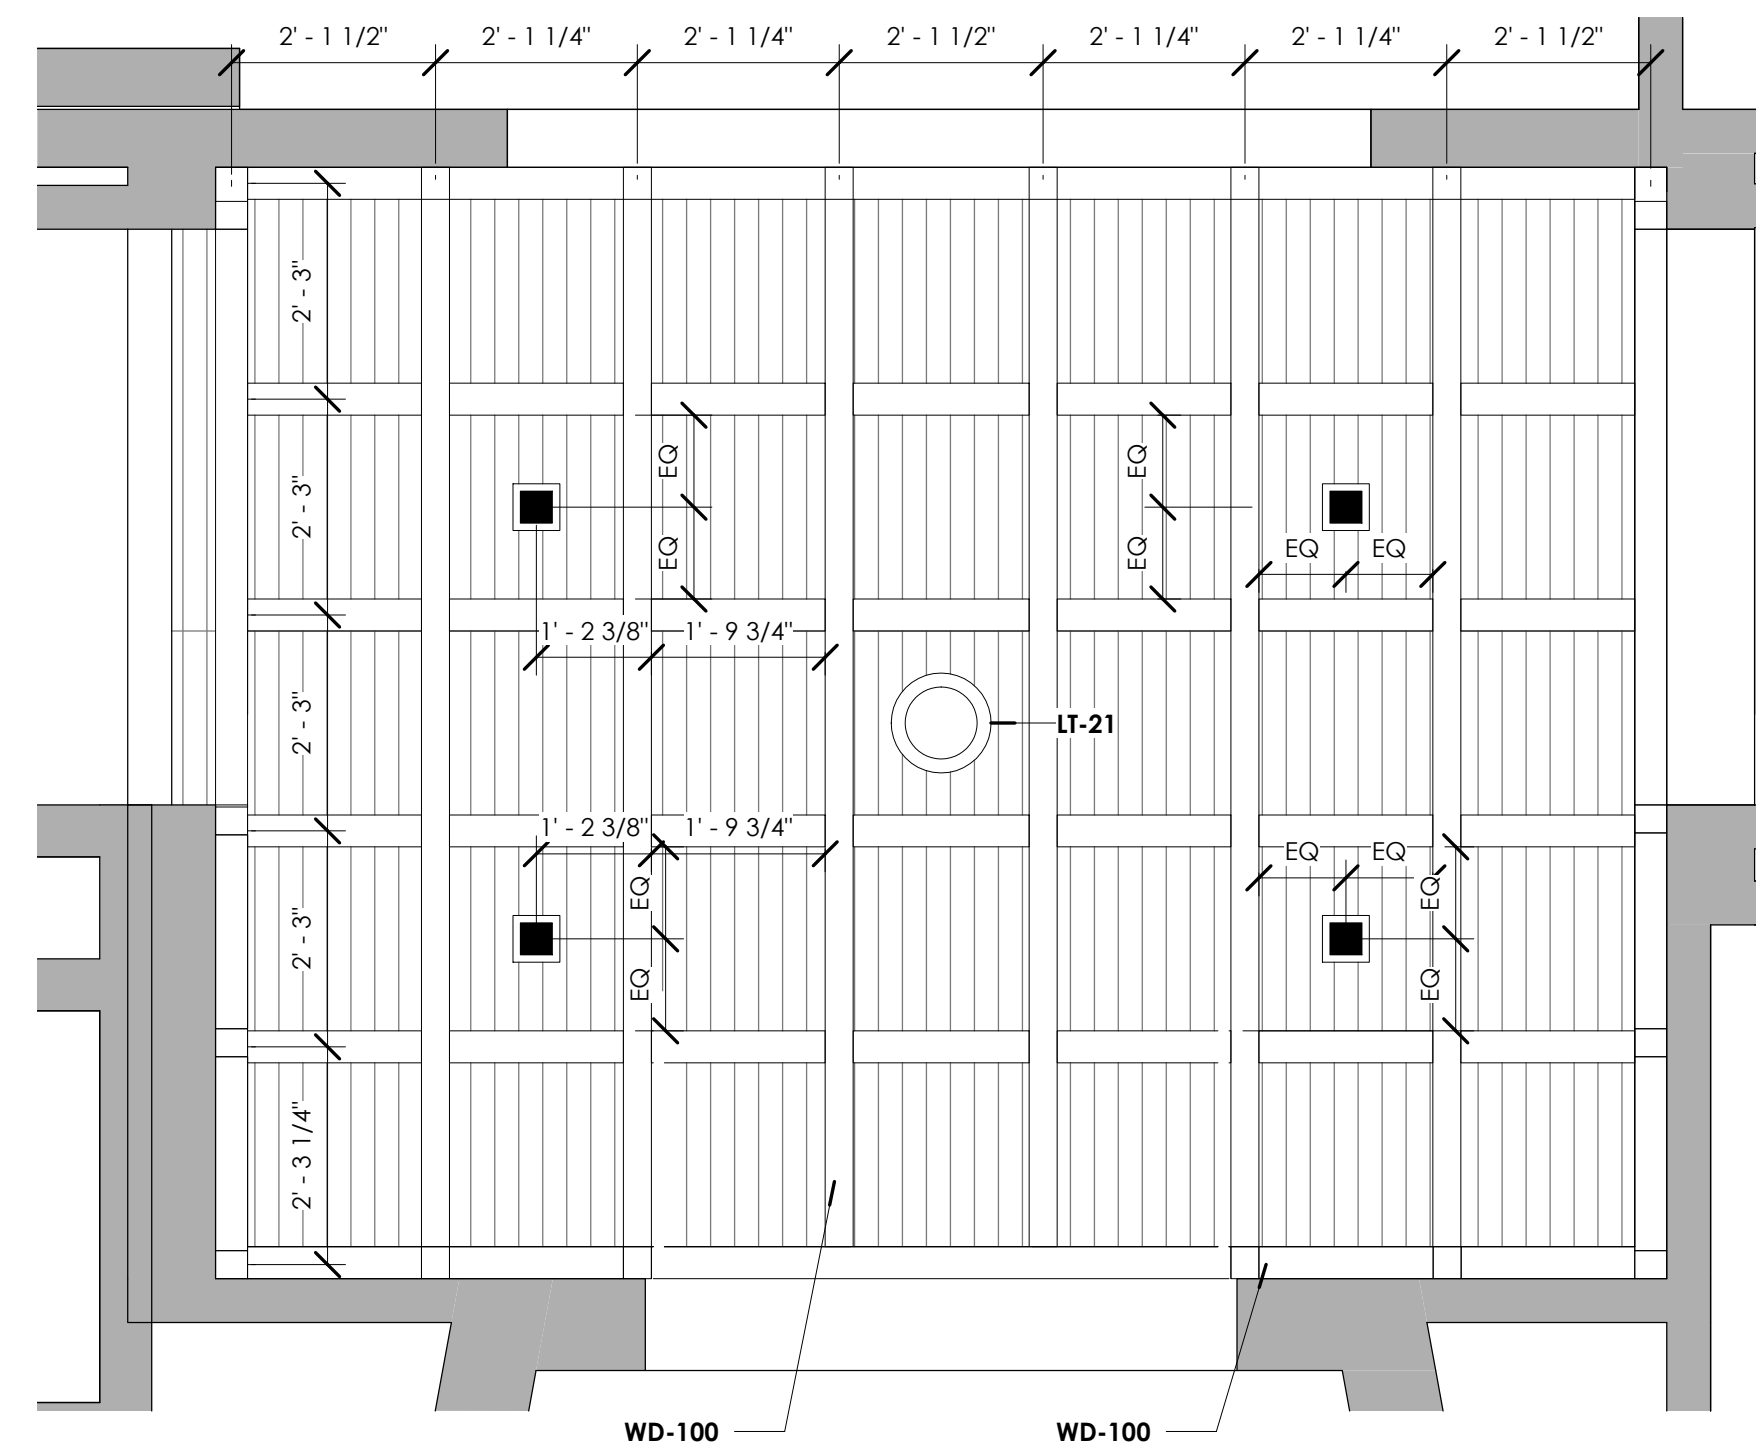 2' - 1 1/2"
2' - 1 1/4"
2' - 1 1/4"
2' - 1 1/2"
2' - 1 1/4"
2' - 1 1/4"
2' - 1 1/2"
2' - 3"
2' - 3"
EQ
EQ
EQ
EQ
EQ
EQ
1' - 2 3/8"
1' - 9 3/4"
2' - 3"
LT-21
1' - 2 3/8"
1' - 9 3/4"
EQ
EQ
2' - 3"
EQ
EQ
EQ
EQ
2' - 3 1/4"
WD-100
WD-100